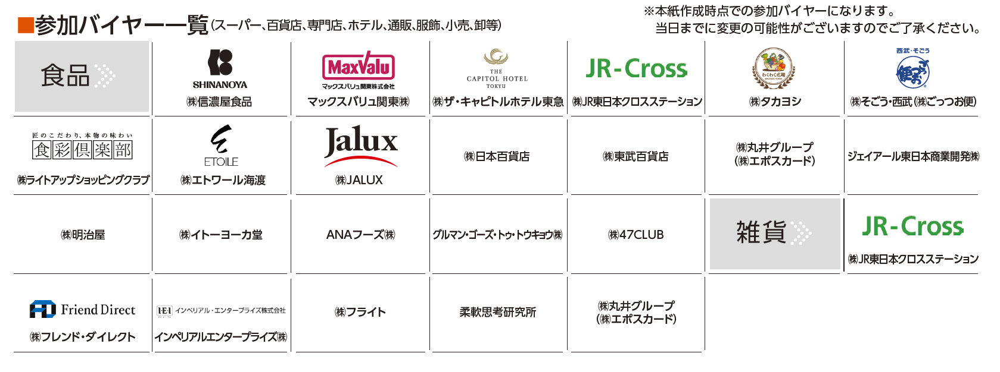 ■参加バイヤー一覧（スーパー、百貨店、専門店、ホテル、通販、服飾、小売、卸等）
※本紙作成時点での参加バイヤーになります。
当日までに変更の可能性がございますのでご了承ください。
食品
SHINANOYA
㈱信濃屋食品
MaxValu
マックスバリュ関東株式会社
マックスバリュ関東㈱
THE
CAPITOL HOTEL
TOKYU
㈱ザ・キャピトルホテル東急
JR-Cross
㈱JR東日本クロスステーション
わくわく広場
㈱タカヨシ
西武・そごう
ごっつお便
㈱そごう・西武（㈱ごっつお便）
匠のこだわり、本物の味わい
食彩倶楽部
㈱ライトアップショッピングクラブ
ETOILE
㈱エトワール海渡
Jalux
㈱JALUX
㈱日本百貨店
㈱東武百貨店
㈱丸井グループ
（㈱エポスカード）
ジェイアール東日本商業開発㈱
㈱明治屋
㈱イトーヨーカ堂
ANAフーズ㈱
グルマン・ゴーズ・トゥ・トウキョウ㈱
㈱47CLUB
雑貨
JR-Cross
㈱JR東日本クロスステーション
Friend Direct
㈱フレンド・ダイレクト
I·E·I インペリアル・エンタープライズ株式会社
インペリアルエンタープライズ㈱
㈱フライト
柔軟思考研究所
㈱丸井グループ
（㈱エポスカード）